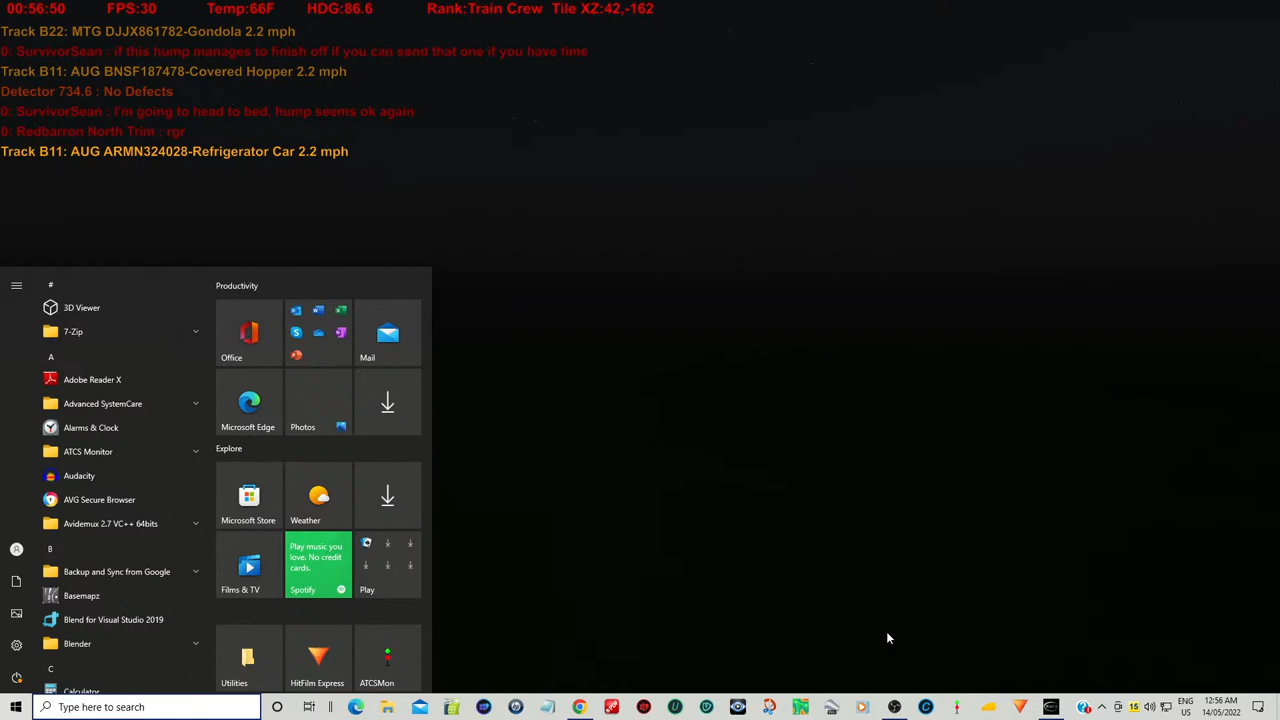 00:56:50 FPS:30 Temp:66F HDG:86.6 Rank:Train Crew Tile XZ:42,-162
Track B22: MTG DJJX861782-Gondola 2.2 mph
0: SurvivorSean : if this hump manages to finish off if you can send that one if you have time
Track B11: AUG BNSF187478-Covered Hopper 2.2 mph
Detector 734.6 : No Defects
0: SurvivorSean : I'm going to head to bed, hump seems ok again
0: Redbarron North Trim : rgr
Track B11: AUG ARMN324028-Refrigerator Car 2.2 mph
#
3D Viewer
7-Zip
A
Adobe Reader X
Advanced SystemCare
Alarms & Clock
ATCS Monitor
Audacity
AVG Secure Browser
Avidemux 2.7 VC++ 64bits
B
Backup and Sync from Google
Basemapz
Blend for Visual Studio 2019
Blender
C
Calculator
Productivity
Office
Mail
Microsoft Edge
Photos
Explore
Microsoft Store
Weather
Films & TV
Play music you
love. No credit
cards.
Spotify
Play
Utilities
HitFilm Express
ATCSMon
Type here to search
15
ENG
US
12:56 AM
14/05/2022